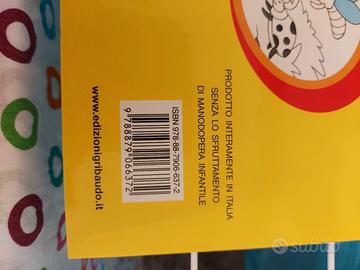 PRODOTTO INTERAMENTE IN ITALIA
SENZA LO SFRUTTAMENTO
DI MANODOPERA INFANTILE
ISBN 978-88-7906-637-2
9 788879 066372
www.edizionigribaudo.it
subito